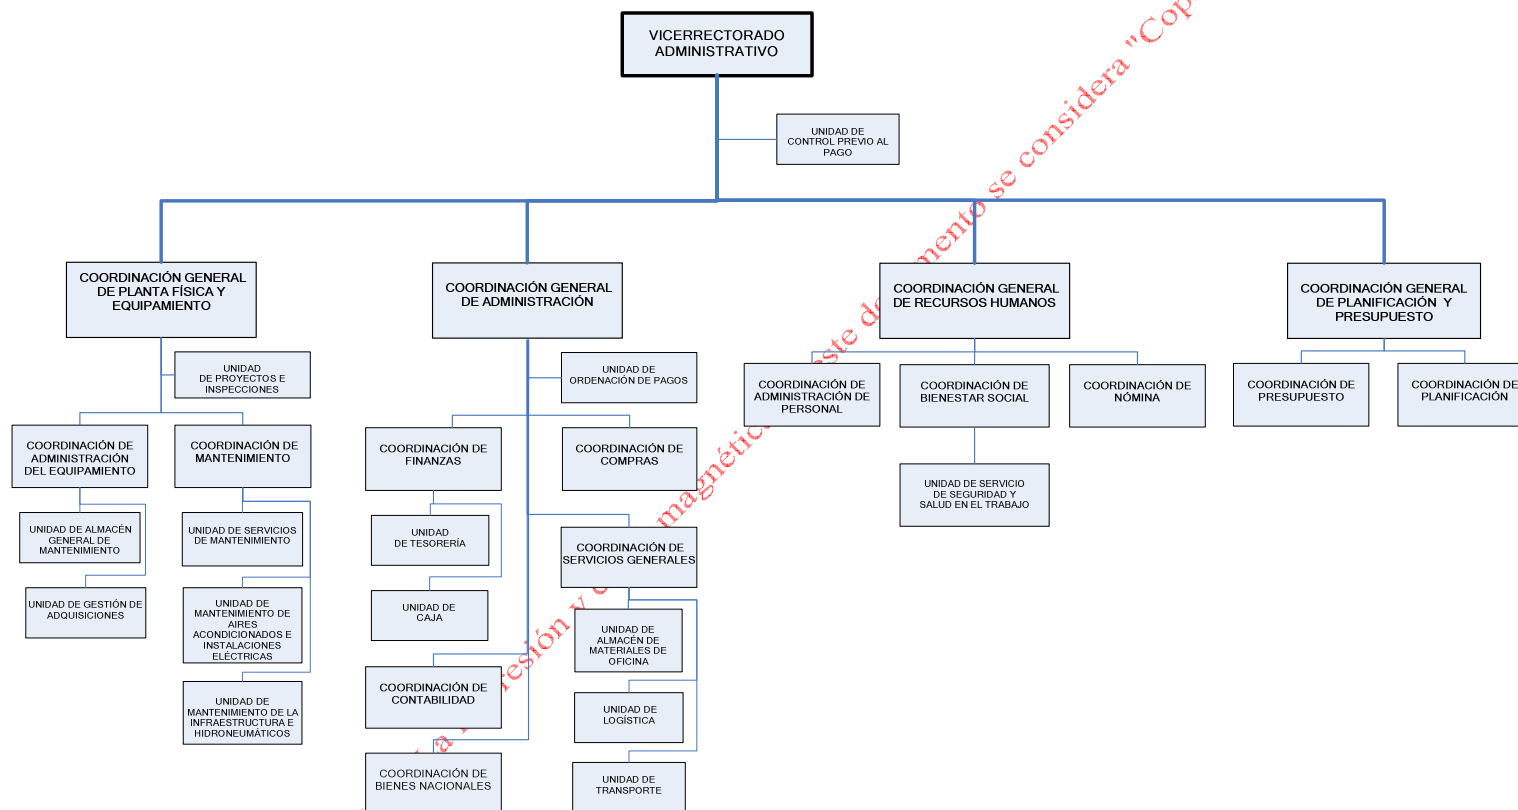 VICERRECTORADO
ADMINISTRATIVO
UNIDAD DE
CONTROL PREVIO AL
PAGO
COORDINACIÓN GENERAL
DE PLANTA FÍSICA Y
EQUIPAMIENTO
COORDINACIÓN GENERAL
DE ADMINISTRACIÓN
COORDINACIÓN GENERAL
DE RECURSOS HUMANOS
COORDINACIÓN GENERAL
DE PLANIFICACIÓN Y
PRESUPUESTO
UNIDAD
DE PROYECTOS E
INSPECCIONES
UNIDAD DE
ORDENACIÓN DE PAGOS
COORDINACIÓN DE
ADMINISTRACIÓN DE
PERSONAL
COORDINACIÓN DE
BIENESTAR SOCIAL
COORDINACIÓN DE
NÓMINA
COORDINACIÓN DE
PRESUPUESTO
COORDINACIÓN DE
PLANIFICACIÓN
COORDINACIÓN DE
ADMINISTRACIÓN
DEL EQUIPAMIENTO
COORDINACIÓN DE
MANTENIMIENTO
COORDINACIÓN DE
FINANZAS
COORDINACIÓN DE
COMPRAS
UNIDAD DE SERVICIO
DE SEGURIDAD Y
SALUD EN EL TRABAJO
UNIDAD DE ALMACÉN
GENERAL DE
MANTENIMIENTO
UNIDAD DE SERVICIOS
DE MANTENIMIENTO
UNIDAD
DE TESORERÍA
COORDINACIÓN DE
SERVICIOS GENERALES
UNIDAD DE GESTIÓN DE
ADQUISICIONES
UNIDAD DE
MANTENIMIENTO DE
AIRES
ACONDICIONADOS E
INSTALACIONES
ELÉCTRICAS
UNIDAD DE
CAJA
UNIDAD DE
ALMACÉN DE
MATERIALES DE
OFICINA
COORDINACIÓN DE
CONTABILIDAD
UNIDAD DE
MANTENIMIENTO DE LA
INFRAESTRUCTURA E
HIDRONEUMÁTICOS
UNIDAD DE
LOGÍSTICA
COORDINACIÓN DE
BIENES NACIONALES
UNIDAD DE
TRANSPORTE
La y este se considera "Cop